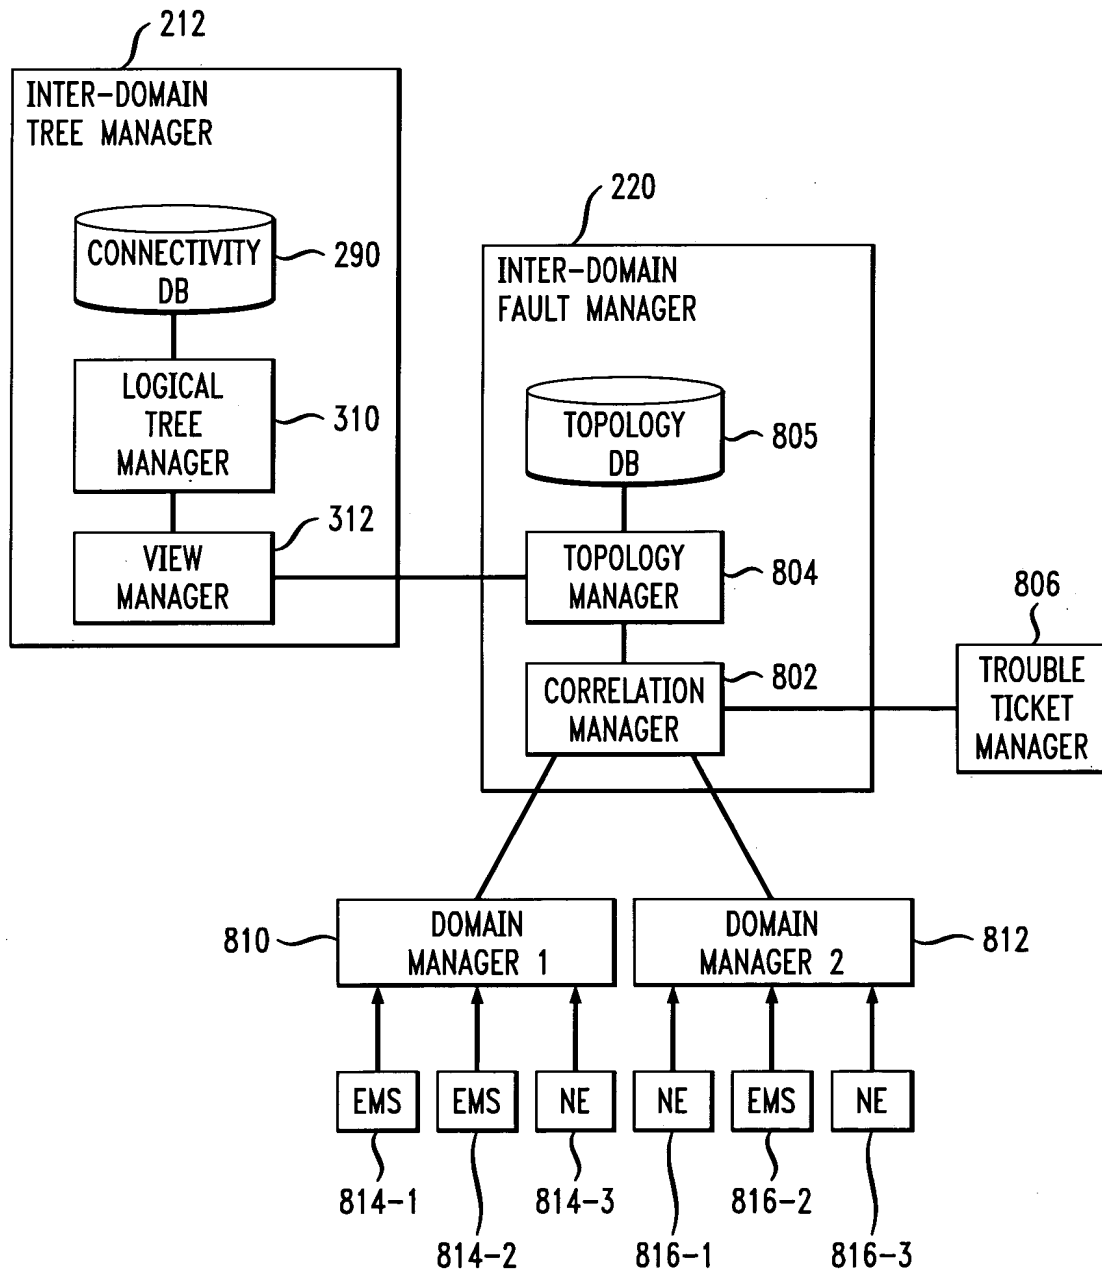 212
INTER-DOMAIN
TREE MANAGER
CONNECTIVITY
DB
290
LOGICAL
TREE
MANAGER
310
VIEW
MANAGER
312
220
INTER-DOMAIN
FAULT MANAGER
TOPOLOGY
DB
805
TOPOLOGY
MANAGER
804
CORRELATION
MANAGER
802
806
TROUBLE
TICKET
MANAGER
810
DOMAIN
MANAGER 1
DOMAIN
MANAGER 2
812
EMS
EMS
NE
NE
EMS
NE
814-1
814-2
814-3
816-1
816-2
816-3